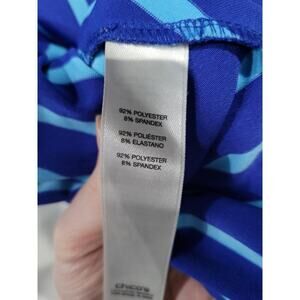 92% POLYESTER
8% SPANDEX
92% POLIÉSTER
8% ELASTANO
92% POLYESTER
8% SPANDEX
chico's